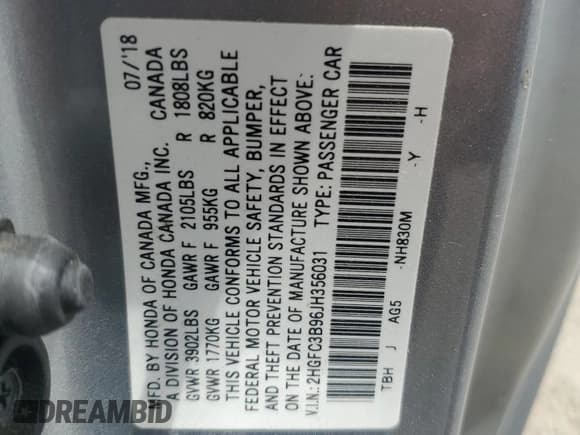 MFD. BY HONDA OF CANADA MFG., 07/'18
A DIVISION OF HONDA CANADA INC. CANADA
GVWR 3902LBS GAWR F 2105LBS R 1808LBS
GVWR 1770KG GAWR F 955KG R 820KG
THIS VEHICLE CONFORMS TO ALL APPLICABLE
FEDERAL MOTOR VEHICLE SAFETY, BUMPER,
AND THEFT PREVENTION STANDARDS IN EFFECT
ON THE DATE OF MANUFACTURE SHOWN ABOVE.
V.I.N.: 2HGFC3B96JH356031 TYPE: PASSENGER CAR
TBH J AG5 -NH830M -Y -H
DREAMBID